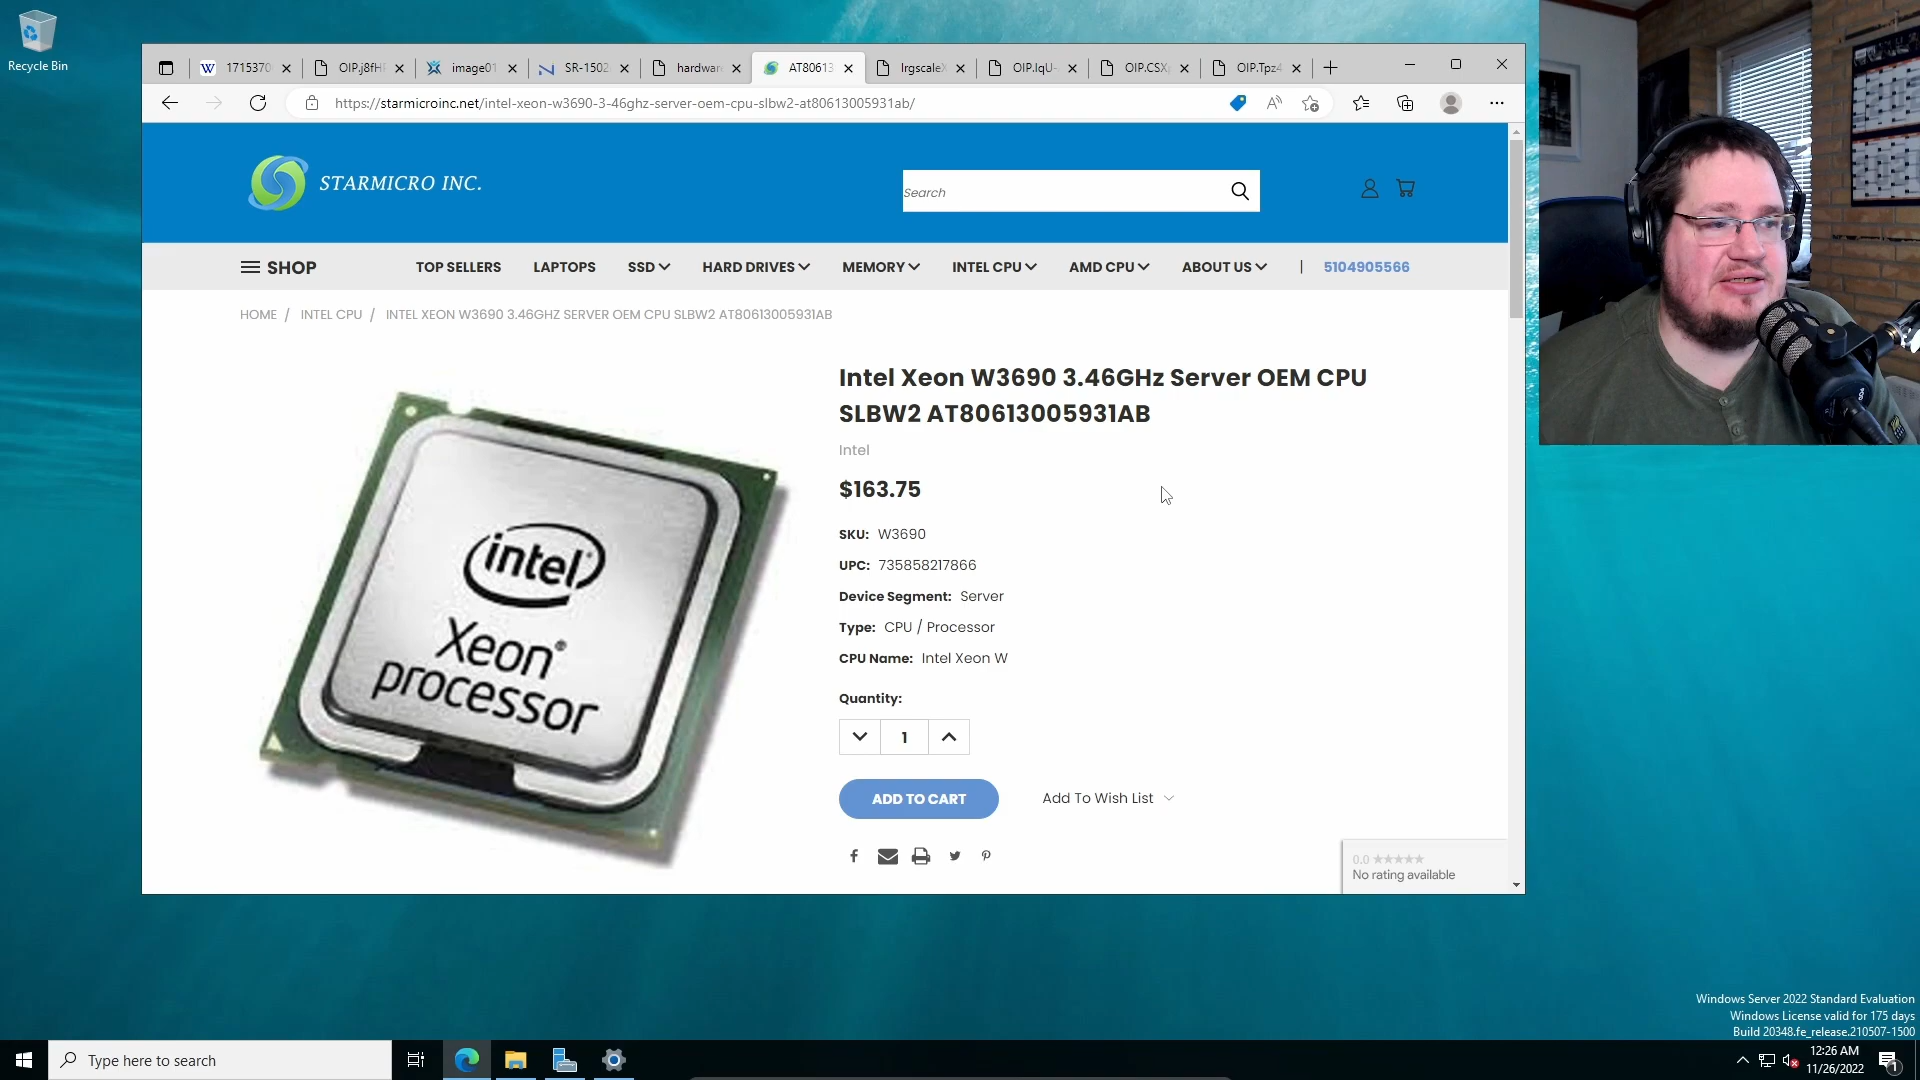 Recycle Bin
1715370
OIP.j8fHF
image01
SR-1502
hardwar
AT80613
lrgscaleX
OIP.IqU-
OIP.CSX
OIP.Tpz4
https://starmicroinc.net/intel-xeon-w3690-3-46ghz-server-oem-cpu-slbw2-at80613005931ab/
STARMICRO INC.
Search
SHOP
TOP SELLERS
LAPTOPS
SSD
HARD DRIVES
MEMORY
INTEL CPU
AMD CPU
ABOUT US
|
5104905566
HOME / INTEL CPU / INTEL XEON W3690 3.46GHZ SERVER OEM CPU SLBW2 AT80613005931AB
Intel Xeon W3690 3.46GHz Server OEM CPU
SLBW2 AT80613005931AB
Intel
$163.75
SKU: W3690
UPC: 735858217866
Device Segment: Server
Type: CPU / Processor
CPU Name: Intel Xeon W
Quantity:
1
ADD TO CART
Add To Wish List
intel
Xeon®
processor
0.0 ★★★★★
No rating available
Windows Server 2022 Standard Evaluation
Windows License valid for 175 days
Build 20348.fe_release.210507-1500
Type here to search
12:26 AM
11/26/2022
1